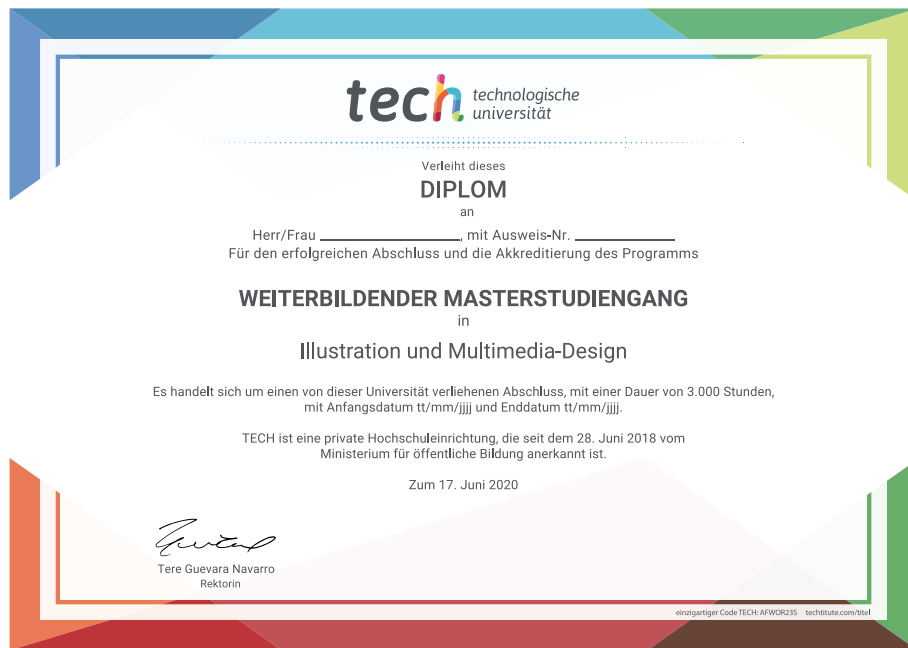 tech technologische
universität
Verleiht dieses
DIPLOM
an
Herr/Frau ____________, mit Ausweis-Nr. ____________
Für den erfolgreichen Abschluss und die Akkreditierung des Programms
WEITERBILDENDER MASTERSTUDIENGANG
in
Illustration und Multimedia-Design
Es handelt sich um einen von dieser Universität verliehenen Abschluss, mit einer Dauer von 3.000 Stunden,
mit Anfangsdatum tt/mm/jjjj und Enddatum tt/mm/jjjj.
TECH ist eine private Hochschuleinrichtung, die seit dem 28. Juni 2018 vom
Ministerium für öffentliche Bildung anerkannt ist.
Zum 17. Juni 2020
Tere Guevara Navarro
Rektorin
einzigartiger Code TECH: AFWOR23S techtitute.com/titel